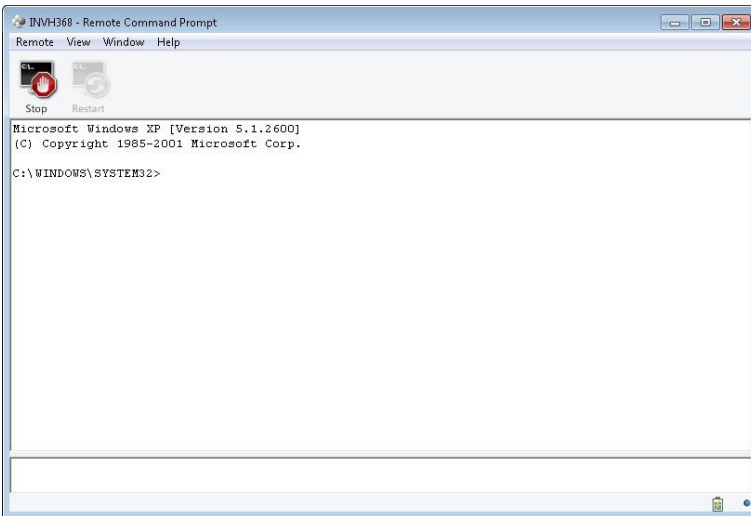 INVH368 - Remote Command Prompt
Remote View Window Help
C:\_ C:\_
Stop Restart
Microsoft Windows XP [Version 5.1.2600]
(C) Copyright 1985-2001 Microsoft Corp.
C:\WINDOWS\SYSTEM32>